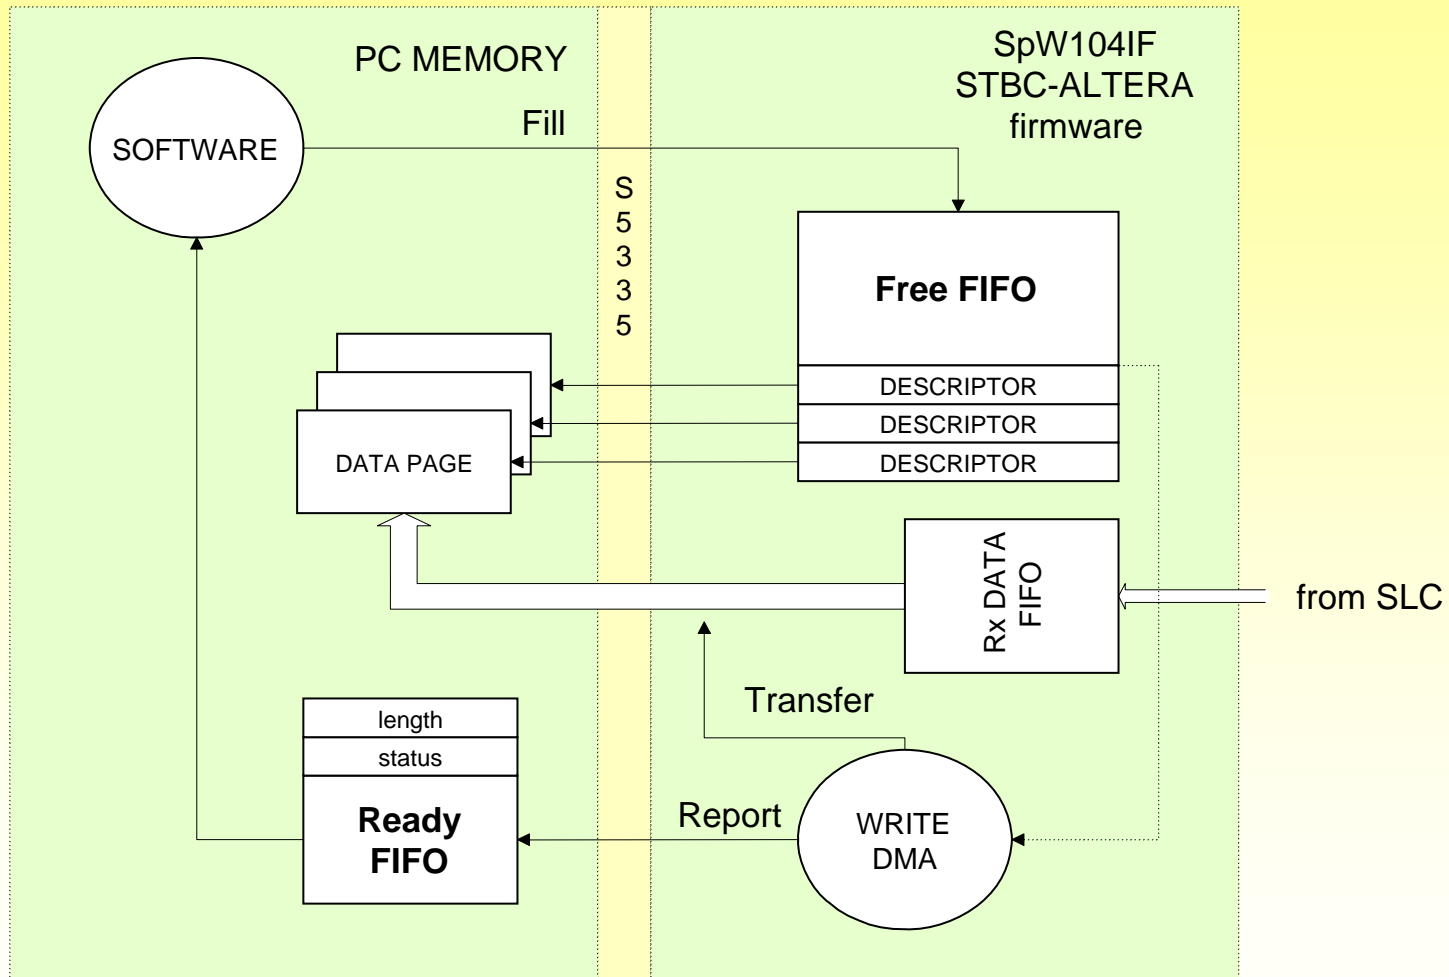 PC MEMORY
SpW104IF
STBC-ALTERA
firmware
SOFTWARE
Fill
S
5
3
3
5
Free FIFO
DESCRIPTOR
DESCRIPTOR
DESCRIPTOR
DATA PAGE
Rx DATA
FIFO
from SLC
Transfer
length
status
Ready
FIFO
Report
WRITE
DMA